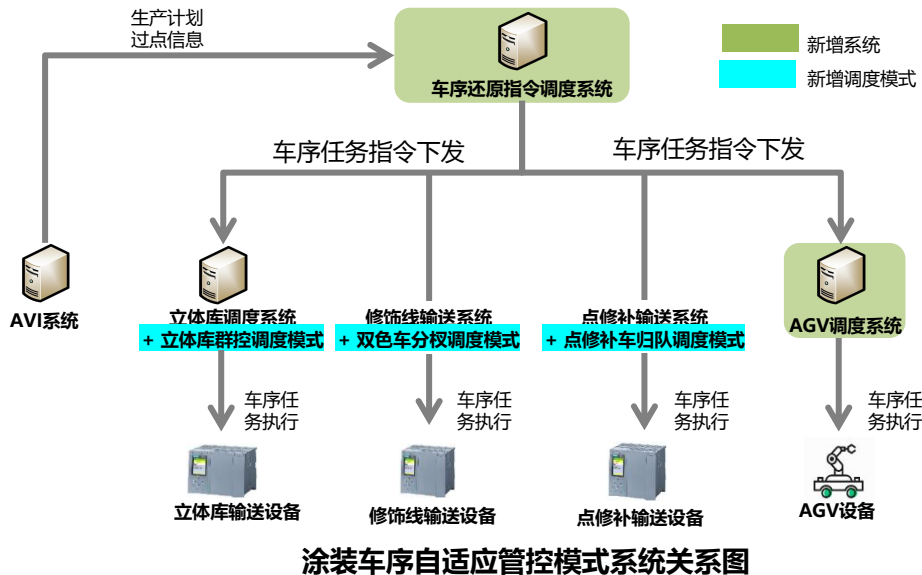 生产计划
过点信息
车序还原指令调度系统
新增系统
新增调度模式
车序任务指令下发
车序任务指令下发
AVI系统
立体库调度系统
+ 立体库群控调度模式
修饰线输送系统
+ 双色车分杈调度模式
点修补输送系统
+ 点修补车归队调度模式
AGV调度系统
车序任
务执行
车序任
务执行
车序任
务执行
车序任
务执行
立体库输送设备
修饰线输送设备
点修补输送设备
AGV设备
涂装车序自适应管控模式系统关系图